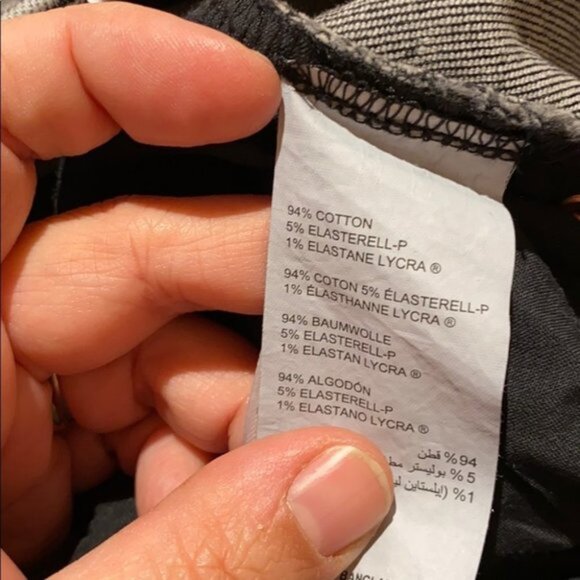 94% COTTON
5% ELASTERELL-P
1% ELASTANE LYCRA ®
94% COTON 5% ÉLASTERELL-P
1% ÉLASTHANNE LYCRA ®
94% BAUMWOLLE
5% ELASTERELL-P
1% ELASTAN LYCRA ®
94% ALGODÓN
5% ELASTERELL-P
1% ELASTANO LYCRA ®
94% قطن
5% بوليستر
1% (إيلستاين